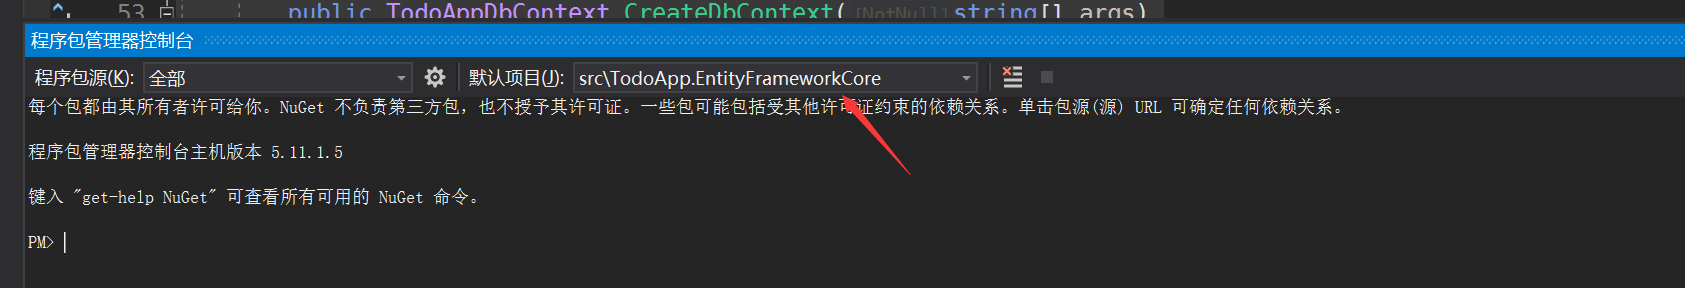 53 public TodoAppDbContext CreateDbContext([NotNull]string[] args)
程序包管理器控制台
程序包源(K): 全部 默认项目(J): src\TodoApp.EntityFrameworkCore
每个包都由其所有者许可给你。NuGet 不负责第三方包，也不授予其许可证。一些包可能包括受其他许可证约束的依赖关系。单击包源(源) URL 可确定任何依赖关系。
程序包管理器控制台主机版本 5.11.1.5
键入 "get-help NuGet" 可查看所有可用的 NuGet 命令。
PM>